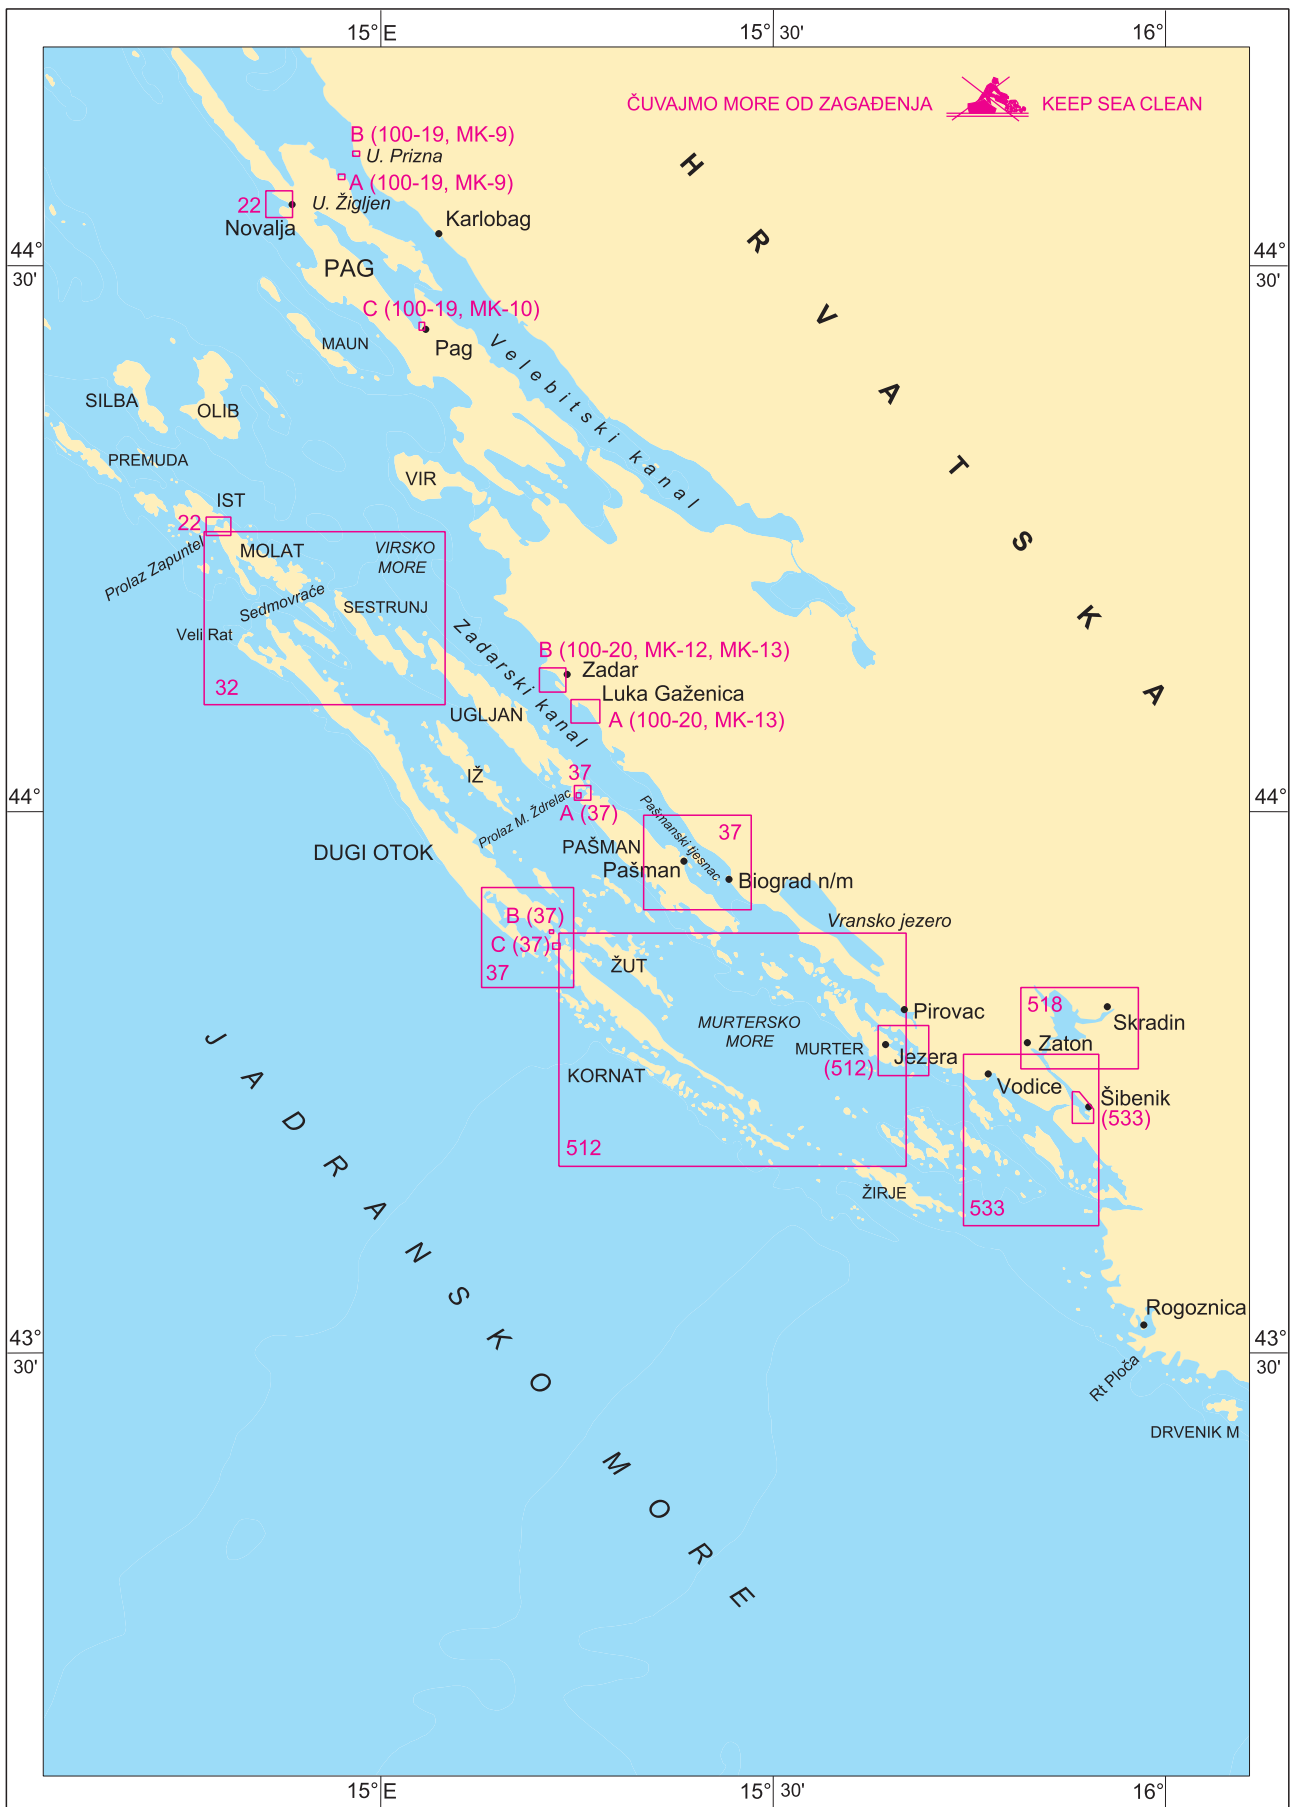 15° E
15° 30'
16°
ČUVAJMO MORE OD ZAGAĐENJA
KEEP SEA CLEAN
B (100-19, MK-9)
U. Prizna
A (100-19, MK-9)
22
U. Žigljen
Novalja
Karlobag
44°
30'
44°
30'
PAG
C (100-19, MK-10)
Pag
MAUN
Velebitski kanal
SILBA
OLIB
PREMUDA
VIR
IST
22
Prolaz Zapuntel
MOLAT
VIRSKO
MORE
Sedmovraće
SESTRUNJ
Veli Rat
32
Zadarski kanal
B (100-20, MK-12, MK-13)
Zadar
Luka Gaženica
A (100-20, MK-13)
UGLJAN
IŽ
37
Prolaz M. Ždrelac
A (37)
44°
44°
Pašmanski tjesnac
37
PAŠMAN
Pašman
DUGI OTOK
Biograd n/m
B (37)
C (37)
37
Vransko jezero
ŽUT
MURTERSKO
MORE
Pirovac
518
Skradin
Zaton
MURTER
Jezera
(512)
KORNAT
Vodice
Šibenik
(533)
512
ŽIRJE
533
HRVATSKA
JADRANSKO MORE
Rogoznica
43°
30'
43°
30'
Rt Ploča
DRVENIK M
15° E
15° 30'
16°